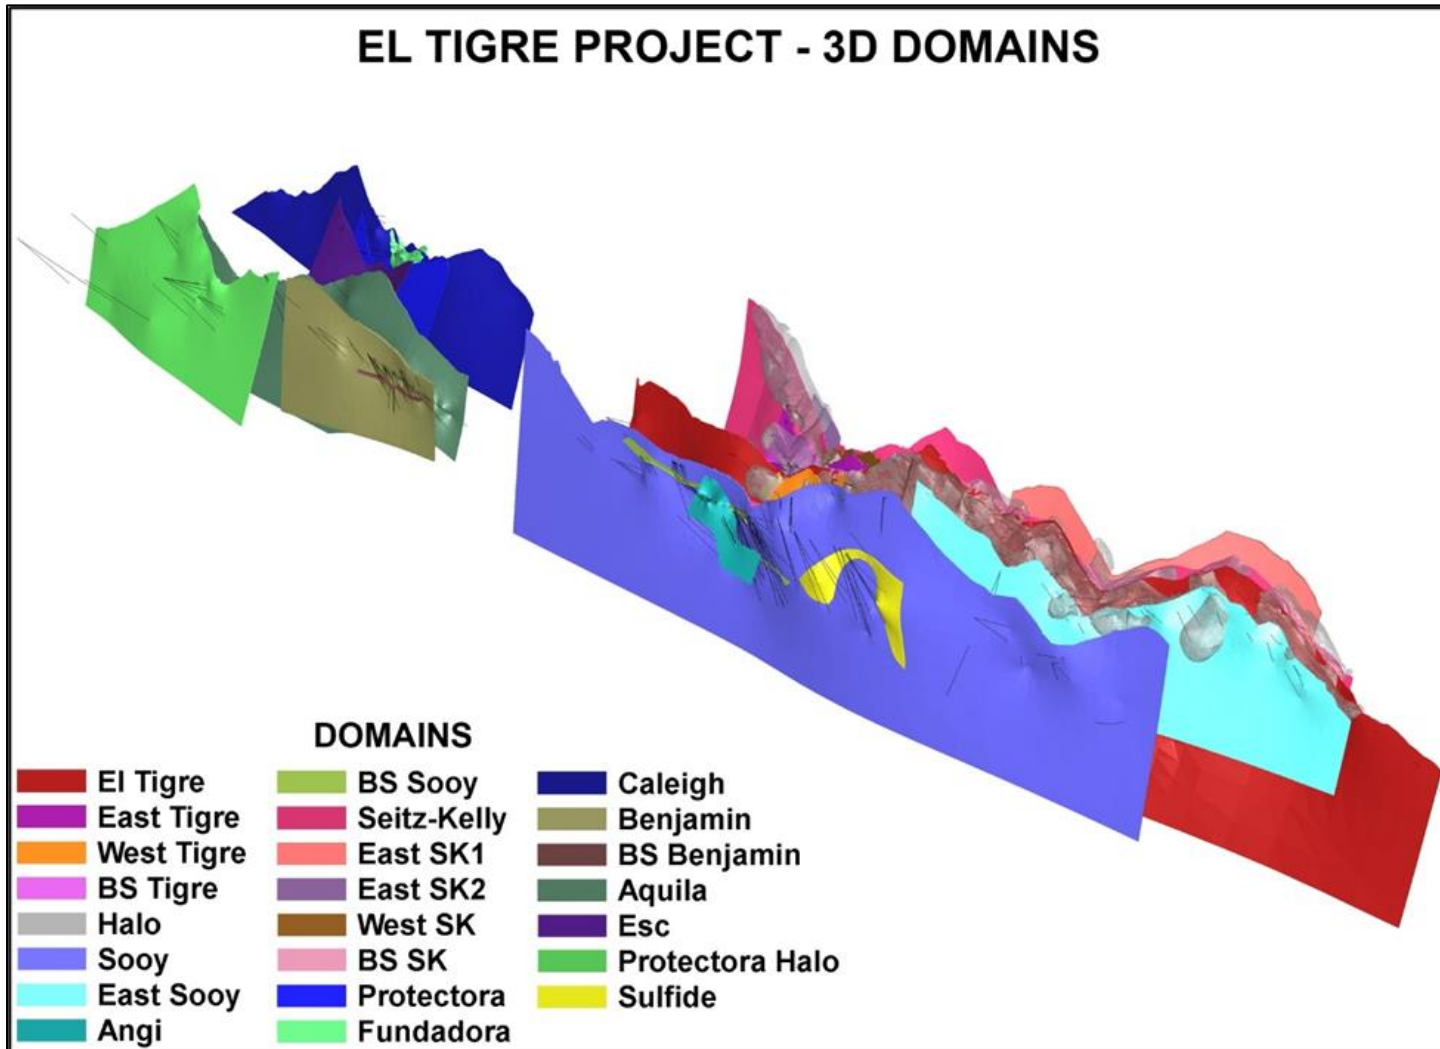 EL TIGRE PROJECT - 3D DOMAINS
DOMAINS
El Tigre
East Tigre
West Tigre
BS Tigre
Halo
Sooy
East Sooy
Angi
BS Sooy
Seitz-Kelly
East SK1
East SK2
West SK
BS SK
Protectora
Fundadora
Caleigh
Benjamin
BS Benjamin
Aquila
Esc
Protectora Halo
Sulfide